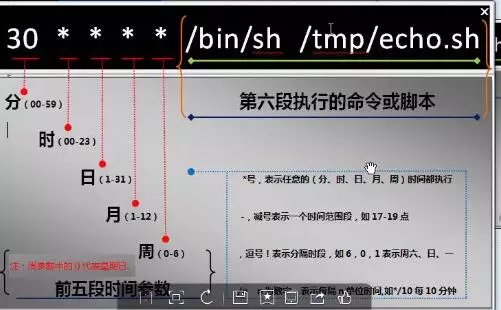 30 * * * * /bin/sh /tmp/echo.sh
第六段执行的命令或脚本
分（00-59）
时（00-23）
日（1-31）
月（1-12）
周（0-6）
*号，表示任意的（分、时、日、月、周）时间都执行
-，减号表示一个时间范围段，如 17-19 点
，逗号！表示分隔时段，如 6，0，1 表示周六、日、一
表示每隔 n 单位时间，如*/10 每 10 分钟
注：周参数中的 0 代表星期日.
前五段时间参数